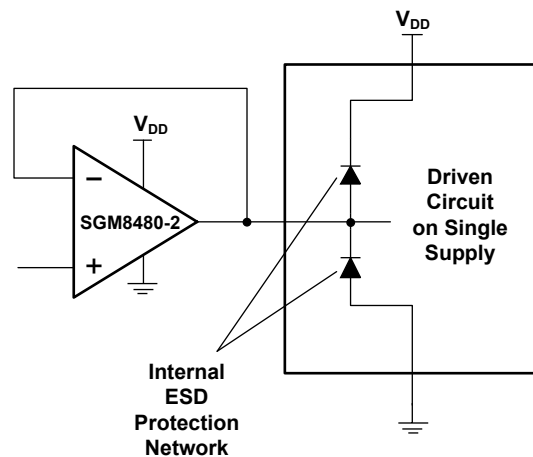 V_DD
V_DD
−
SGM8480-2
+
Driven
Circuit
on Single
Supply
Internal
ESD
Protection
Network